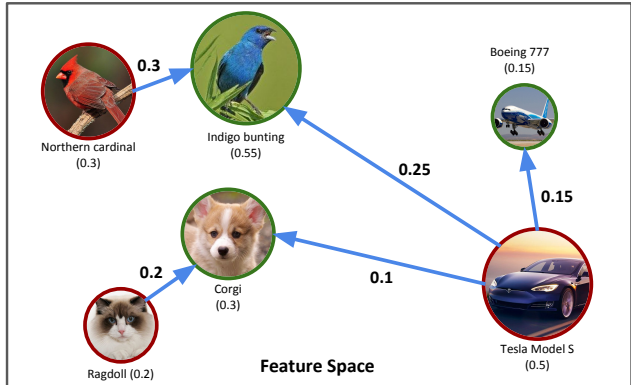 Boeing 777
(0.15)
0.3
Northern cardinal
(0.3)
Indigo bunting
(0.55)
0.25
0.15
0.2
Corgi
(0.3)
0.1
Ragdoll (0.2)
Feature Space
Tesla Model S
(0.5)